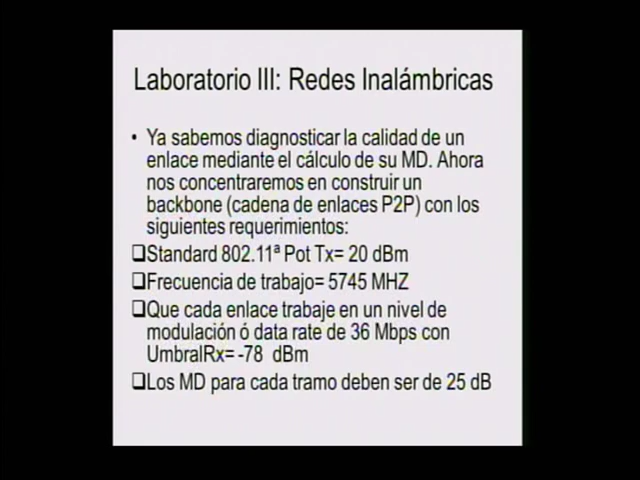 Laboratorio III: Redes Inalámbricas
• Ya sabemos diagnosticar la calidad de un
enlace mediante el cálculo de su MD. Ahora
nos concentraremos en construir un
backbone (cadena de enlaces P2P) con los
siguientes requerimientos:
❑Standard 802.11ª Pot Tx= 20 dBm
❑Frecuencia de trabajo= 5745 MHZ
❑Que cada enlace trabaje en un nivel de
modulación ó data rate de 36 Mbps con
UmbralRx= -78 dBm
❑Los MD para cada tramo deben ser de 25 dB